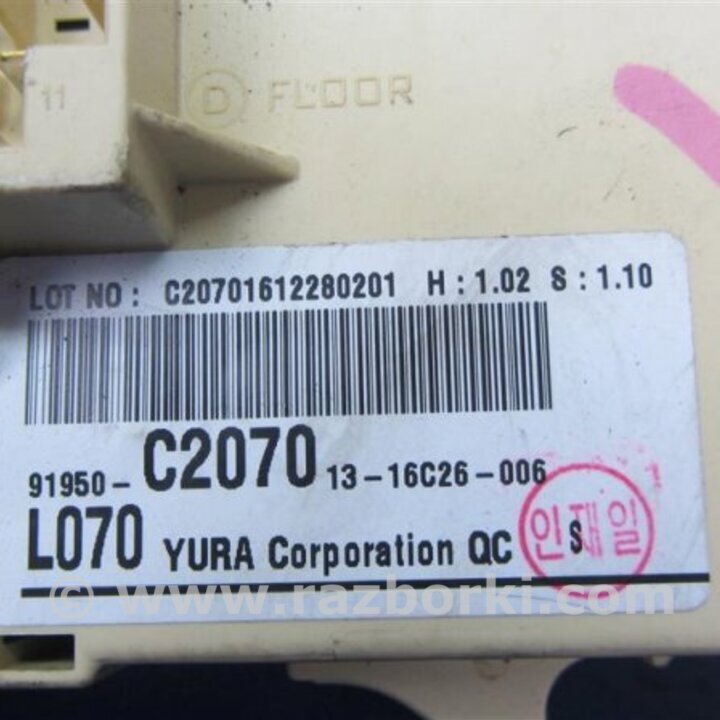 11
D FLOOR
LOT NO : C20701612280201 H : 1.02 S : 1.10
91950- C2070 13-16C26-006
L070 YURA Corporation QC 인재일 S
© www.razborki.com